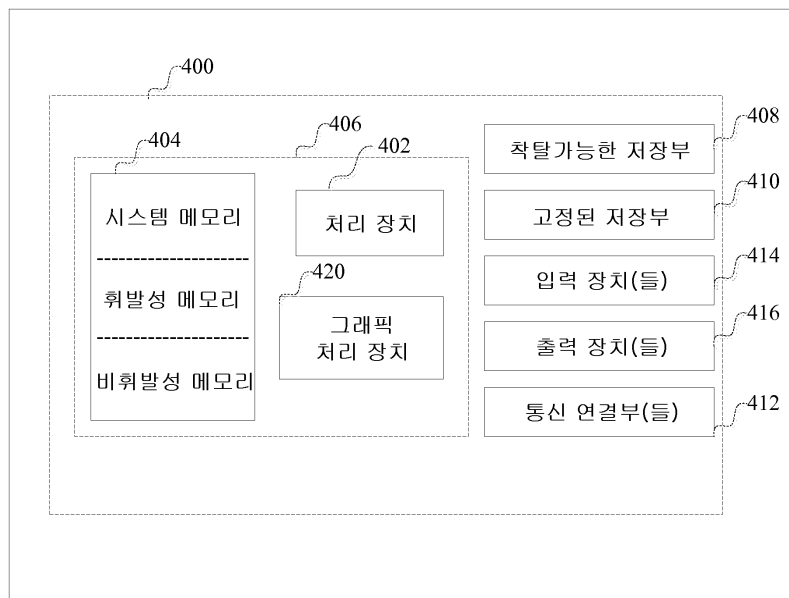 400
406
404
402
408
시스템 메모리
휘발성 메모리
비휘발성 메모리
처리 장치
420
그래픽
처리 장치
착탈가능한 저장부
410
고정된 저장부
414
입력 장치(들)
416
출력 장치(들)
412
통신 연결부(들)